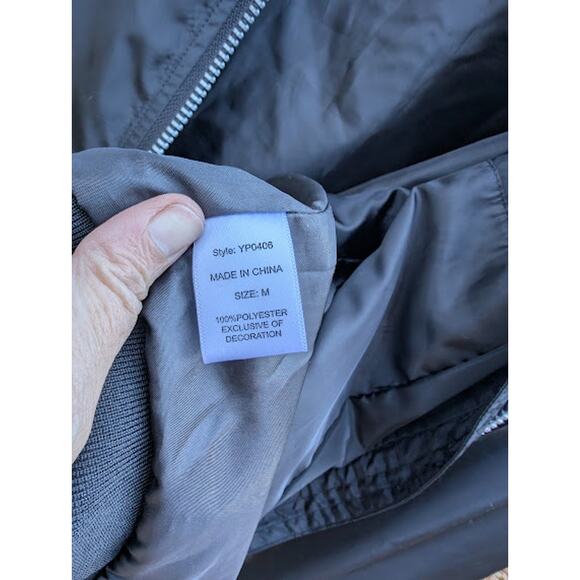 Style: YP0406
MADE IN CHINA
SIZE: M
100%POLYESTER
EXCLUSIVE OF
DECORATION